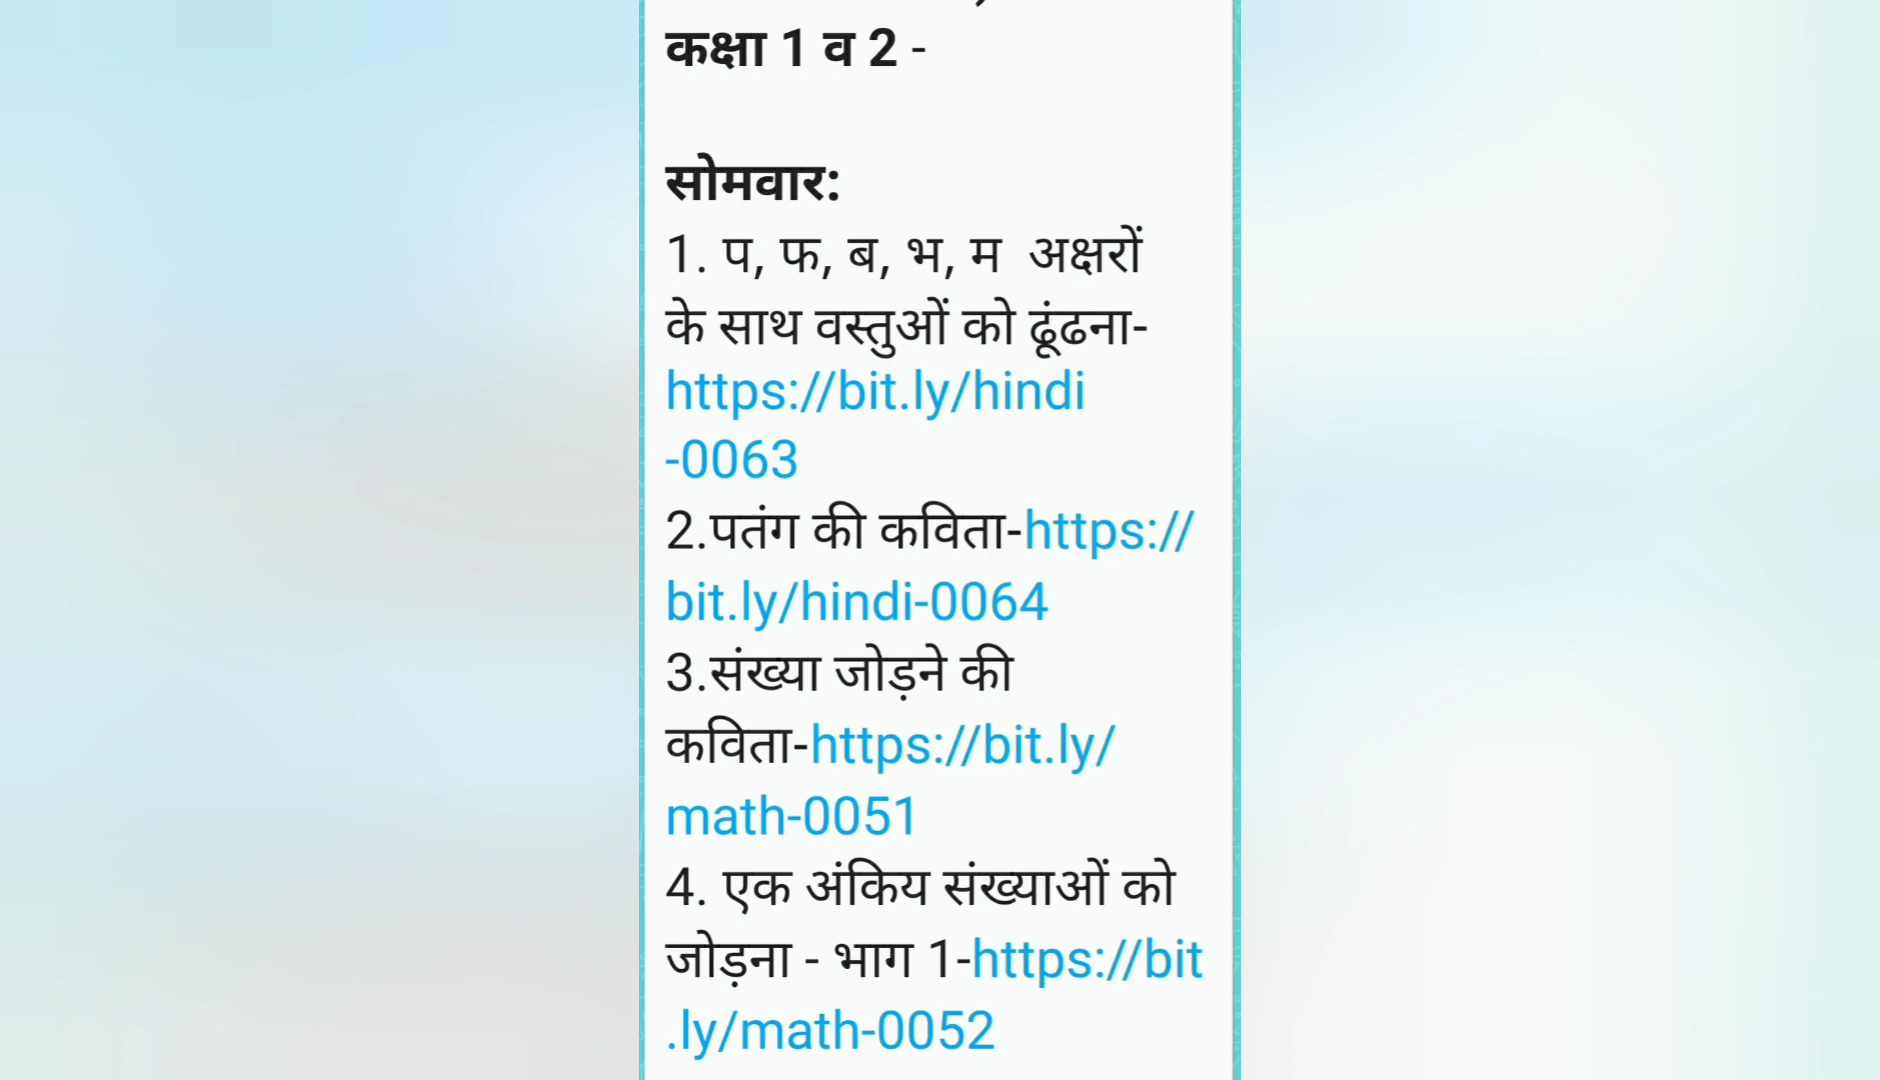 कक्षा 1 व 2 -
सोमवार:
1. प, फ, ब, भ, म  अक्षरों
के साथ वस्तुओं को ढूंढना-
https://bit.ly/hindi
-0063
2.पतंग की कविता-https://
bit.ly/hindi-0064
3.संख्या जोड़ने की
कविता-https://bit.ly/
math-0051
4. एक अंकिय संख्याओं को
जोड़ना - भाग 1-https://bit
.ly/math-0052